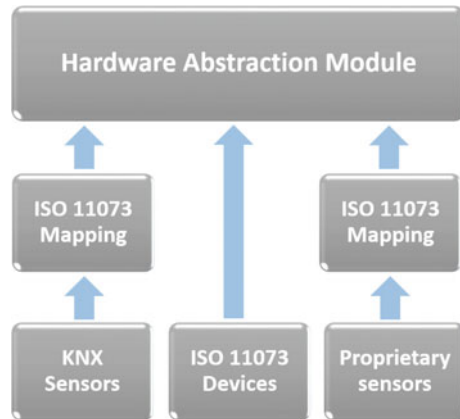 Hardware Abstraction Module
ISO 11073
Mapping
ISO 11073
Mapping
KNX
Sensors
ISO 11073
Devices
Proprietary
sensors